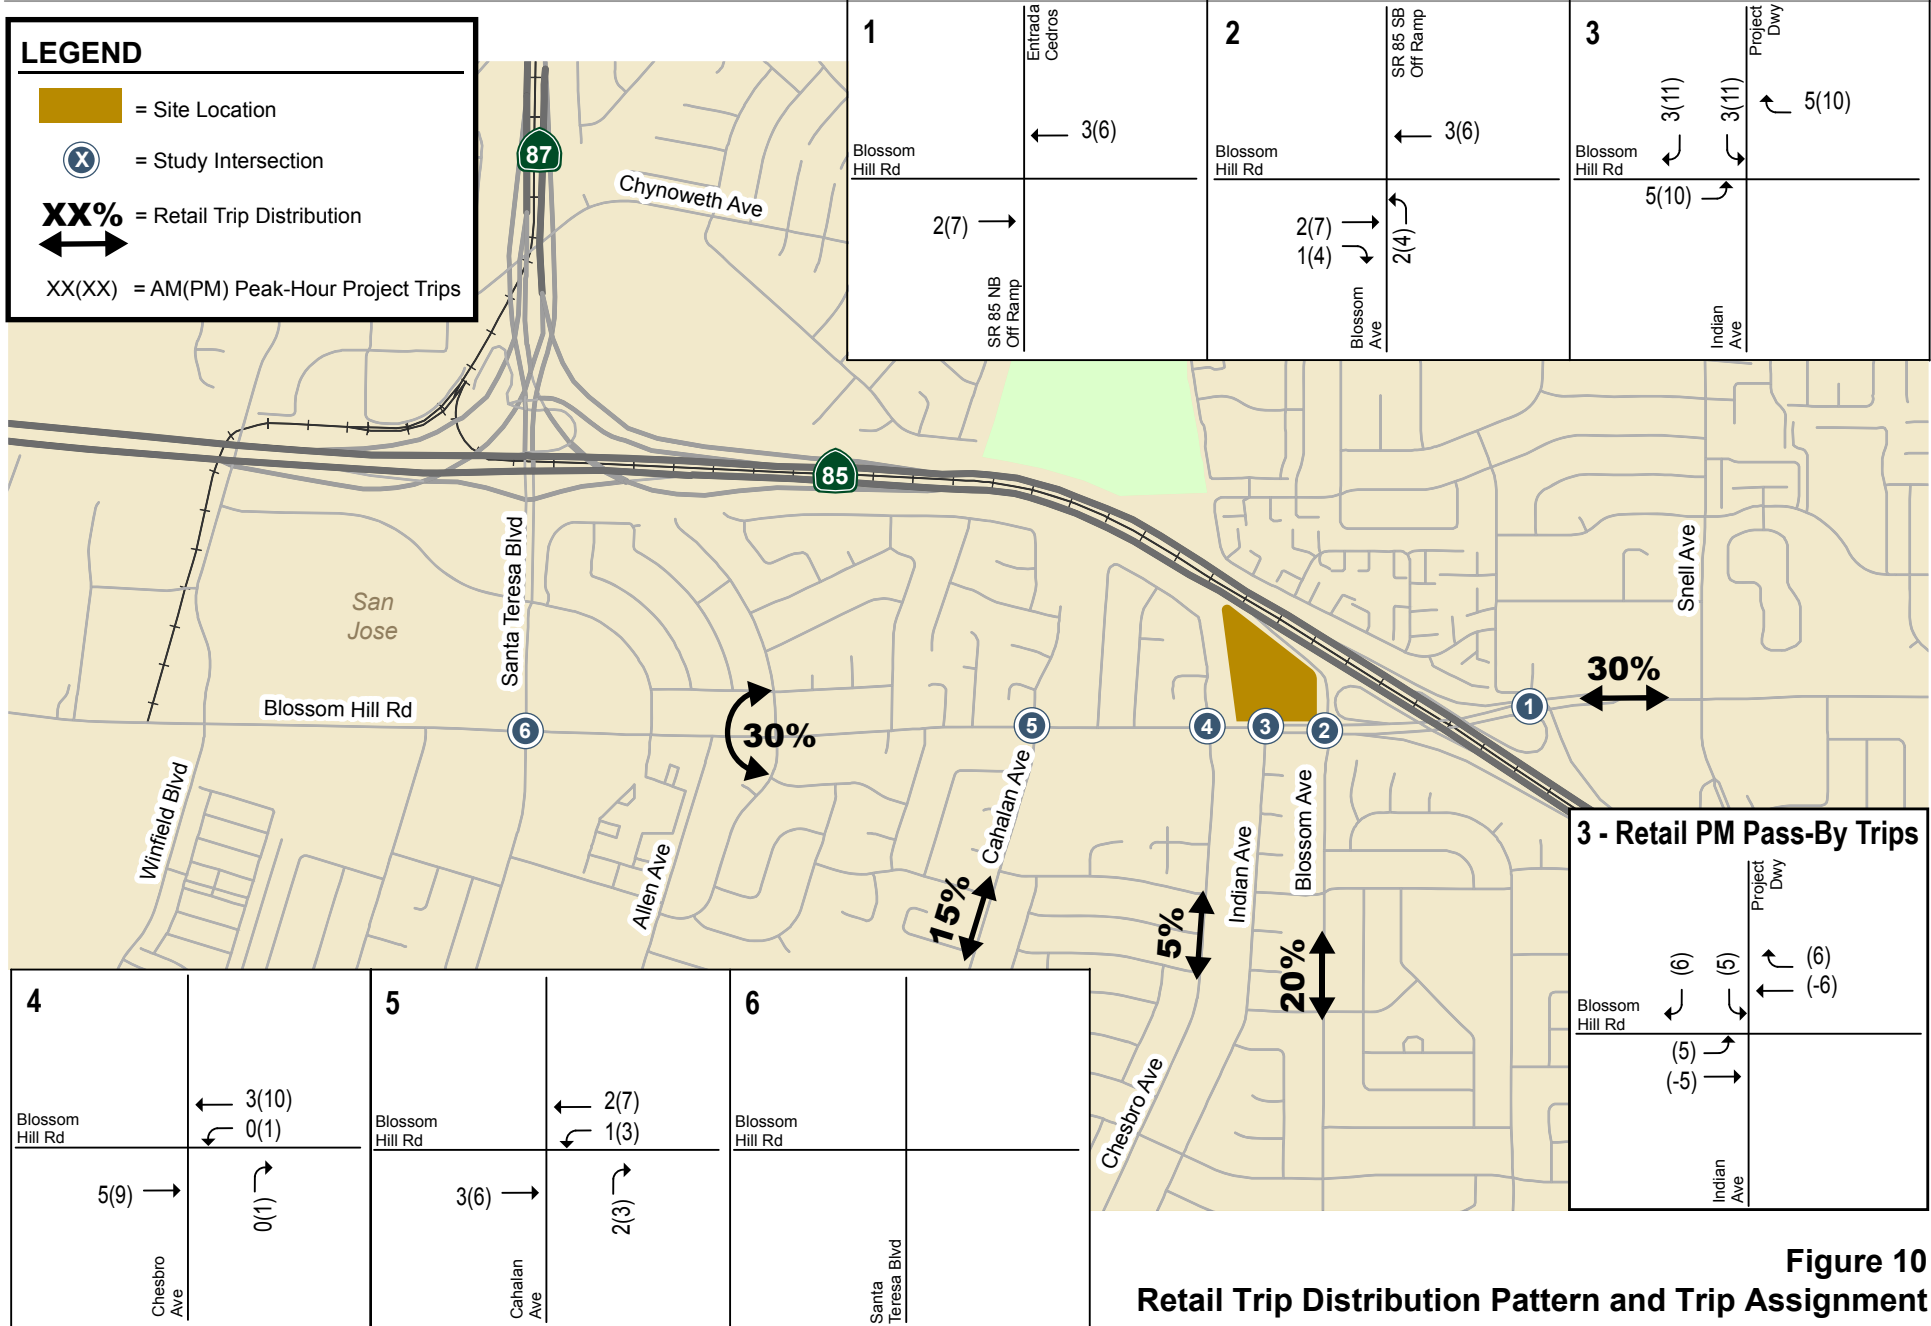 LEGEND
= Site Location
X
= Study Intersection
XX%
= Retail Trip Distribution
XX(XX) = AM(PM) Peak-Hour Project Trips
1
Entrada
Cedros
3(6)
Blossom
Hill Rd
2(7)
SR 85 NB
Off Ramp
2
SR 85 SB
Off Ramp
3(6)
Blossom
Hill Rd
2(7)
1(4)
2(4)
Blossom
Ave
3
Project
Dwy
3(11)
3(11)
5(10)
Blossom
Hill Rd
5(10)
Indian
Ave
87
Chynoweth Ave
85
San
Jose
Santa Teresa Blvd
Snell Ave
Blossom Hill Rd
30%
30%
6
5
4
3
2
1
Winfield Blvd
Allen Ave
Cahalan Ave
Indian Ave
Blossom Ave
15%
5%
20%
Chesbro Ave
3 - Retail PM Pass-By Trips
Project
Dwy
(6)
(5)
(6)
(-6)
Blossom
Hill Rd
(5)
(-5)
Indian
Ave
4
3(10)
0(1)
Blossom
Hill Rd
5(9)
0(1)
Chesbro
Ave
5
2(7)
1(3)
Blossom
Hill Rd
3(6)
2(3)
Cahalan
Ave
6
Blossom
Hill Rd
Santa
Teresa Blvd
Figure 10
Retail Trip Distribution Pattern and Trip Assignment